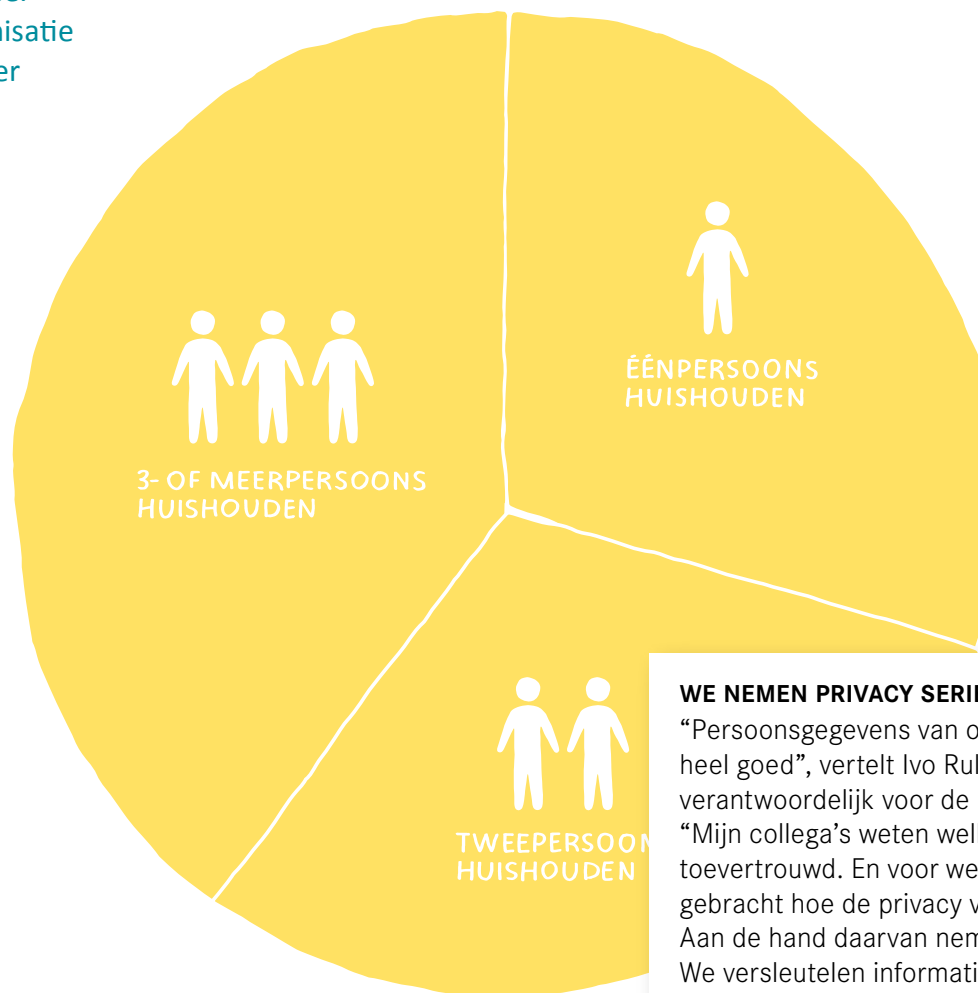 nisatie
er
ÉÉNPERSOONS
HUISHOUDEN
3- OF MEERPERSOONS
HUISHOUDEN
TWEEPERSOON
HUISHOUDEN
WE NEMEN PRIVACY SERI
“Persoonsgegevens van o
heel goed”, vertelt Ivo Rul
verantwoordelijk voor de
“Mijn collega’s weten wel
toevertrouwd. En voor we
gebracht hoe de privacy v
Aan de hand daarvan nem
We versleutelen informati